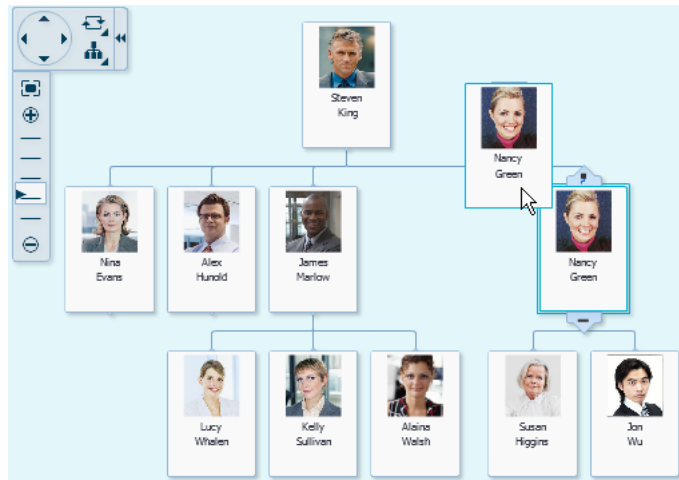 Steven
King
Nancy
Green
Nina
Evans
Alex
Hunold
James
Marlow
Nancy
Green
Lucy
Whalen
Kelly
Sullivan
Alaina
Walsh
Susan
Higgins
Jon
Wu